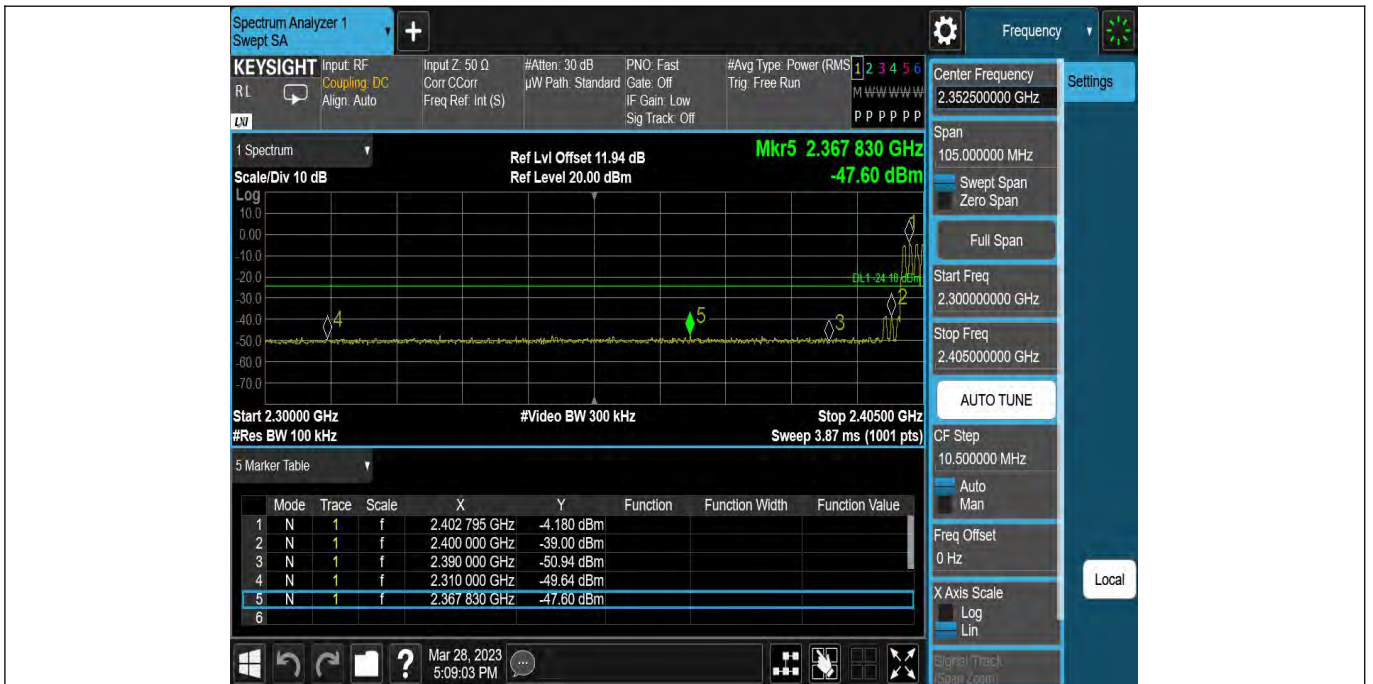 Spectrum Analyzer 1
Swept SA
+
Frequency
KEYSIGHT
RL
LXI
Input: RF
Coupling: DC
Align: Auto
Input Z: 50 Ω
Corr CCorr
Freq Ref: Int (S)
#Atten: 30 dB
µW Path: Standard
PNO: Fast
Gate: Off
IF Gain: Low
Sig Track: Off
#Avg Type: Power (RMS
Trig: Free Run
1 2 3 4 5 6
M W W W W W
P P P P P P
1 Spectrum
Scale/Div 10 dB
Ref Lvl Offset 11.94 dB
Ref Level 20.00 dBm
Mkr5 2.367 830 GHz
-47.60 dBm
Log
10.0
0.00
-10.0
-20.0
-30.0
-40.0
-50.0
-60.0
-70.0
DL1 -24.18 dBm
1
2
3
4
5
Start 2.30000 GHz
#Res BW 100 kHz
#Video BW 300 kHz
Stop 2.40500 GHz
Sweep 3.87 ms (1001 pts)
5 Marker Table
Mode Trace Scale X Y Function Function Width Function Value
1 N 1 f 2.402 795 GHz -4.180 dBm
2 N 1 f 2.400 000 GHz -39.00 dBm
3 N 1 f 2.390 000 GHz -50.94 dBm
4 N 1 f 2.310 000 GHz -49.64 dBm
5 N 1 f 2.367 830 GHz -47.60 dBm
6
?
Mar 28, 2023
5:09:03 PM
Center Frequency
2.352500000 GHz
Span
105.000000 MHz
Swept Span
Zero Span
Full Span
Start Freq
2.300000000 GHz
Stop Freq
2.405000000 GHz
AUTO TUNE
CF Step
10.500000 MHz
Auto
Man
Freq Offset
0 Hz
X Axis Scale
Log
Lin
Signal Track
(Span Zoom)
Settings
Local